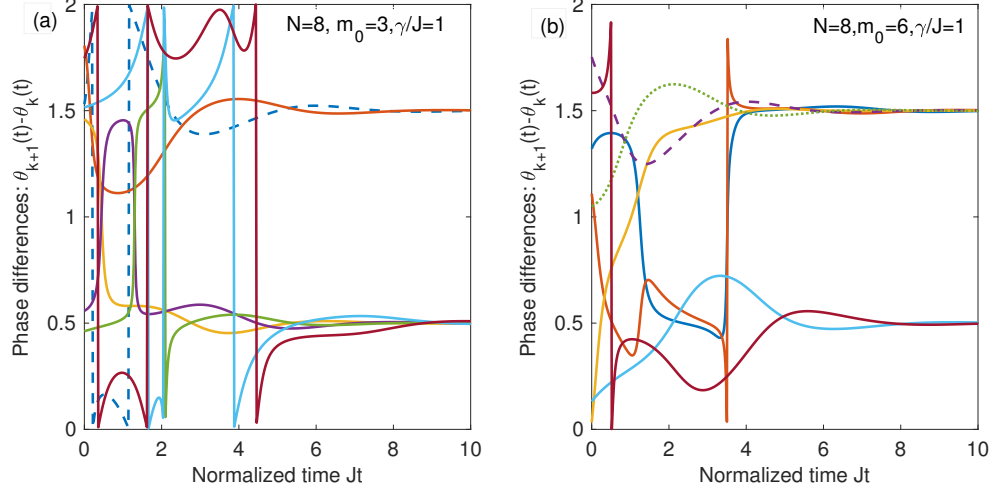 (a)
N=8, m0=3,γ/J=1
Phase differences: θk+1(t)-θk(t)
2
1.5
1
0.5
0
0 2 4 6 8 10
Normalized time Jt
(b)
N=8,m0=6,γ/J=1
Phase differences: θk+1(t)-θk(t)
2
1.5
1
0.5
0
0 2 4 6 8 10
Normalized time Jt